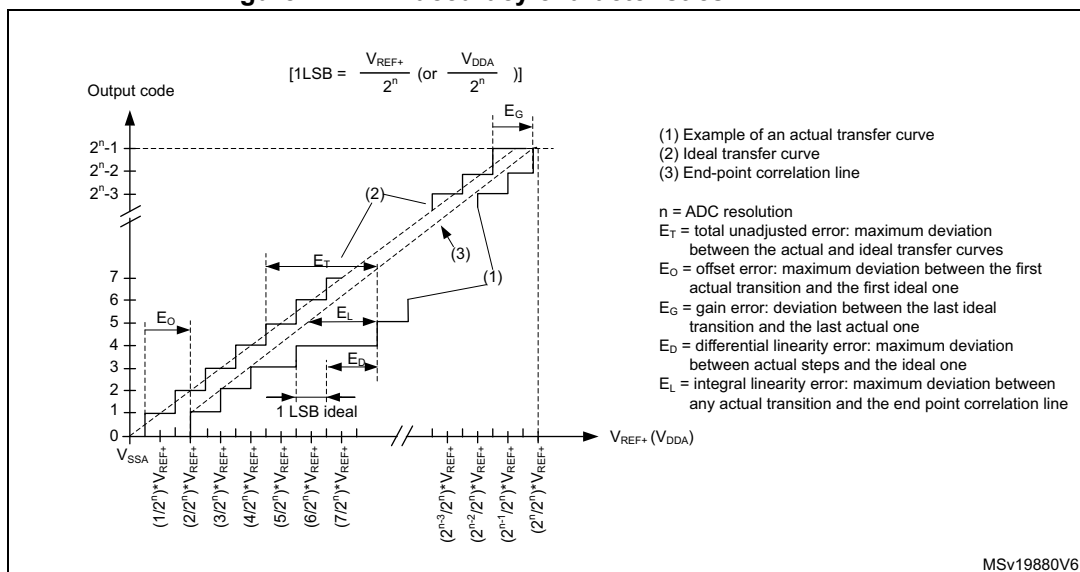 [1LSB = V_REF+ / 2^n (or V_DDA / 2^n )]
Output code
E_G
2^n-1
2^n-2
2^n-3
(2)
(3)
(1)
7
6
5
4
3
2
1
0
E_T
E_O
E_L
E_D
1 LSB ideal
V_SSA
V_REF+ (V_DDA)
(1/2^n)*V_REF+
(2/2^n)*V_REF+
(3/2^n)*V_REF+
(4/2^n)*V_REF+
(5/2^n)*V_REF+
(6/2^n)*V_REF+
(7/2^n)*V_REF+
(2^n-3/2^n)*V_REF+
(2^n-2/2^n)*V_REF+
(2^n-1/2^n)*V_REF+
(2^n/2^n)*V_REF+
(1) Example of an actual transfer curve
(2) Ideal transfer curve
(3) End-point correlation line
n = ADC resolution
E_T = total unadjusted error: maximum deviation
between the actual and ideal transfer curves
E_O = offset error: maximum deviation between the first
actual transition and the first ideal one
E_G = gain error: deviation between the last ideal
transition and the last actual one
E_D = differential linearity error: maximum deviation
between actual steps and the ideal one
E_L = integral linearity error: maximum deviation between
any actual transition and the end point correlation line
MSv19880V6